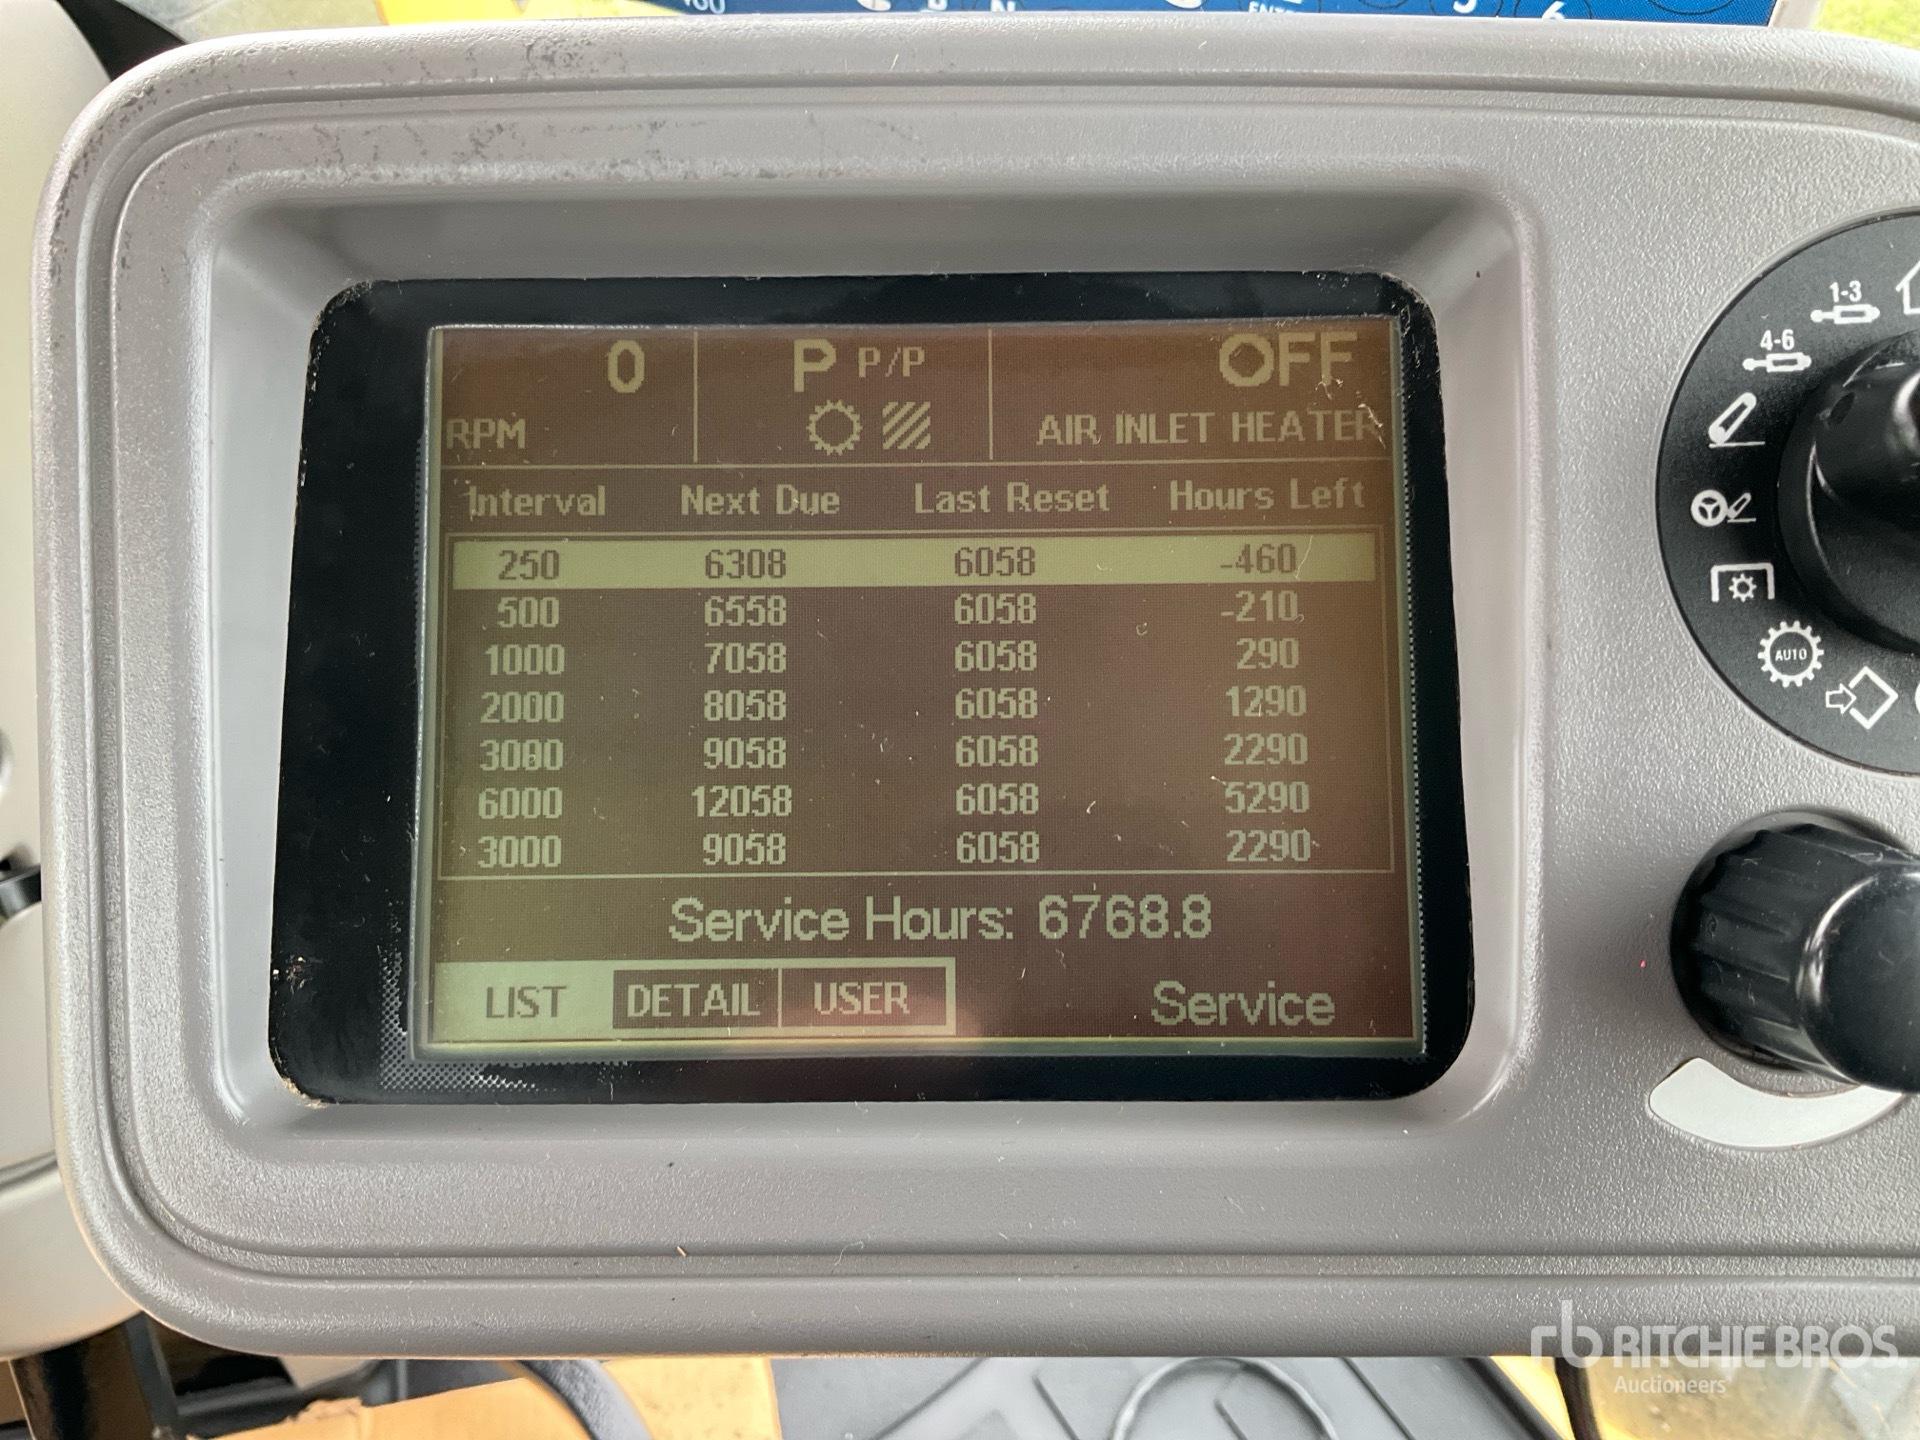 0 P P/P OFF
RPM AIR INLET HEATER
Interval Next Due Last Reset Hours Left
250 6308 6058 -460
500 6558 6058 -210
1000 7058 6058 290
2000 8058 6058 1290
3000 9058 6058 2290
6000 12058 6058 5290
3000 9058 6058 2290
Service Hours: 6768.8
LIST DETAIL USER Service
1-3
4-6
AUTO
rb RITCHIE BROS.
Auctioneers